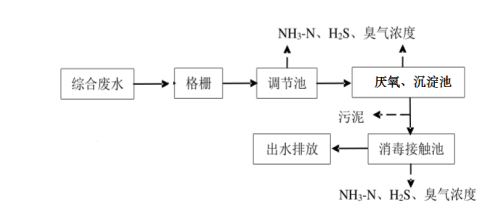 NH3-N、H2S、臭气浓度
综合废水
格栅
调节池
厌氧、沉淀池
污泥
出水排放
消毒接触池
NH3-N、H2S、臭气浓度